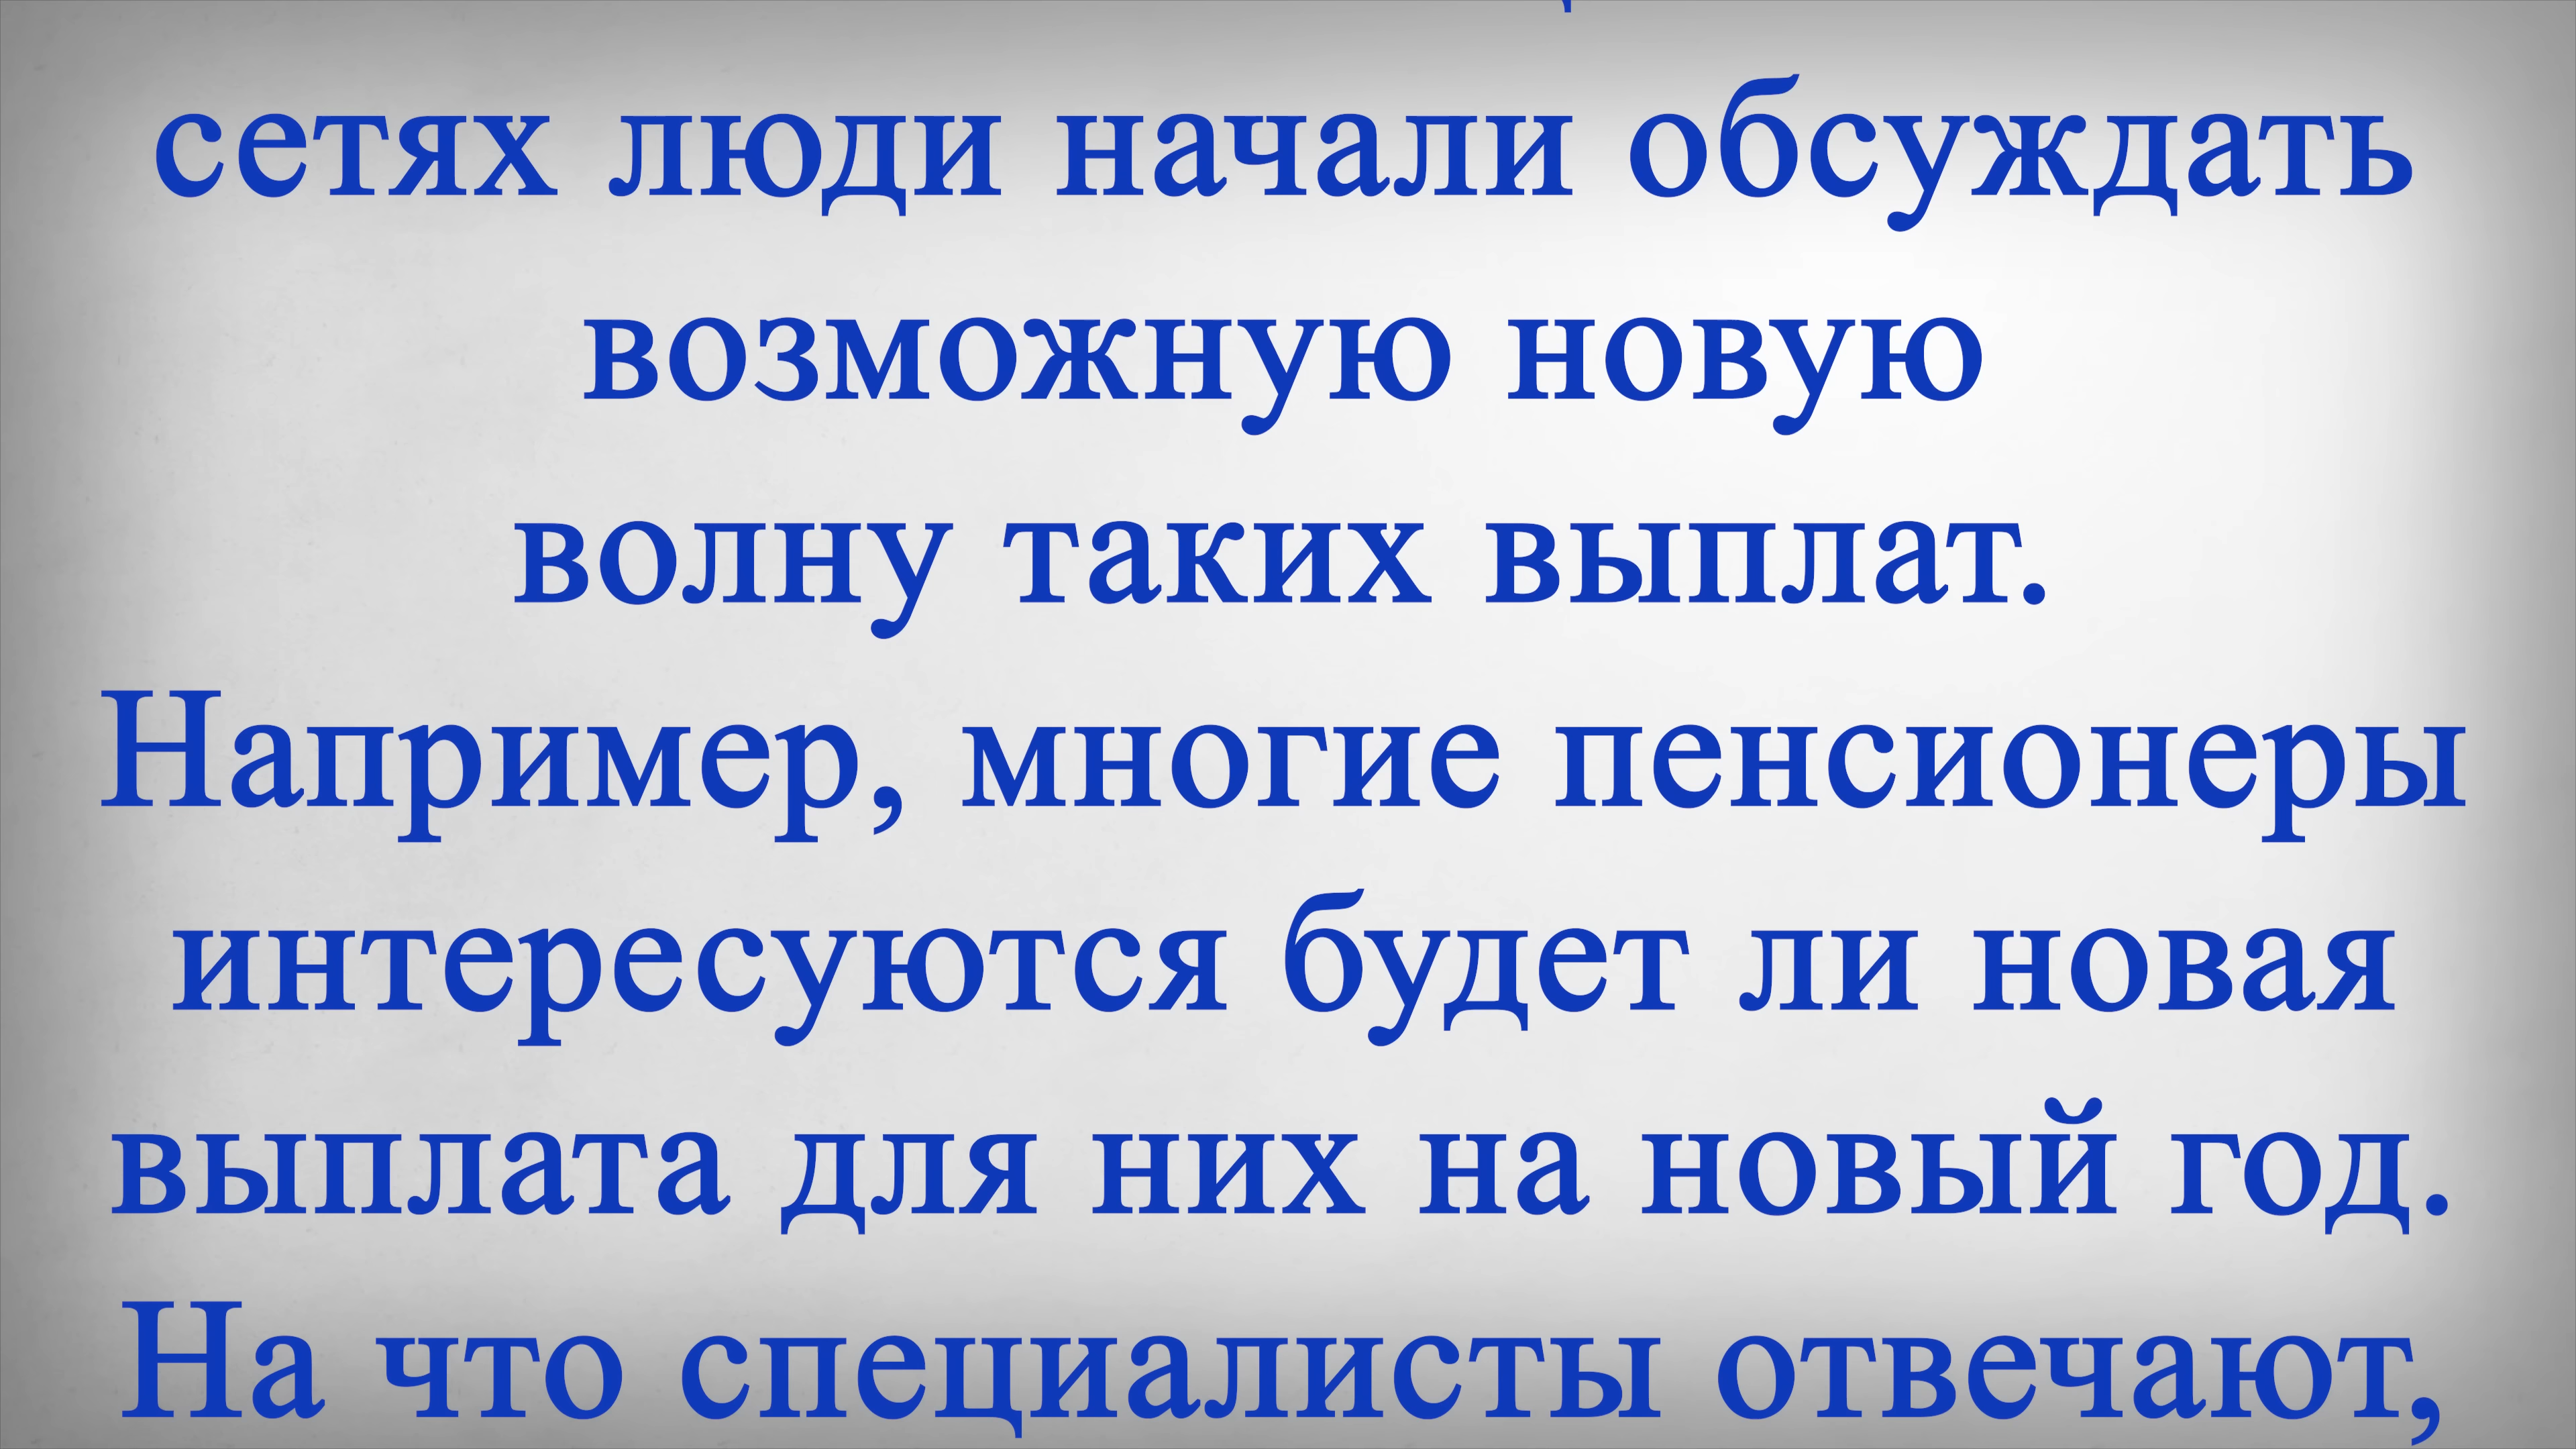 сетях люди начали обсуждать
возможную новую
волну таких выплат.
Например, многие пенсионеры
интересуются будет ли новая
выплата для них на новый год.
На что специалисты отвечают,